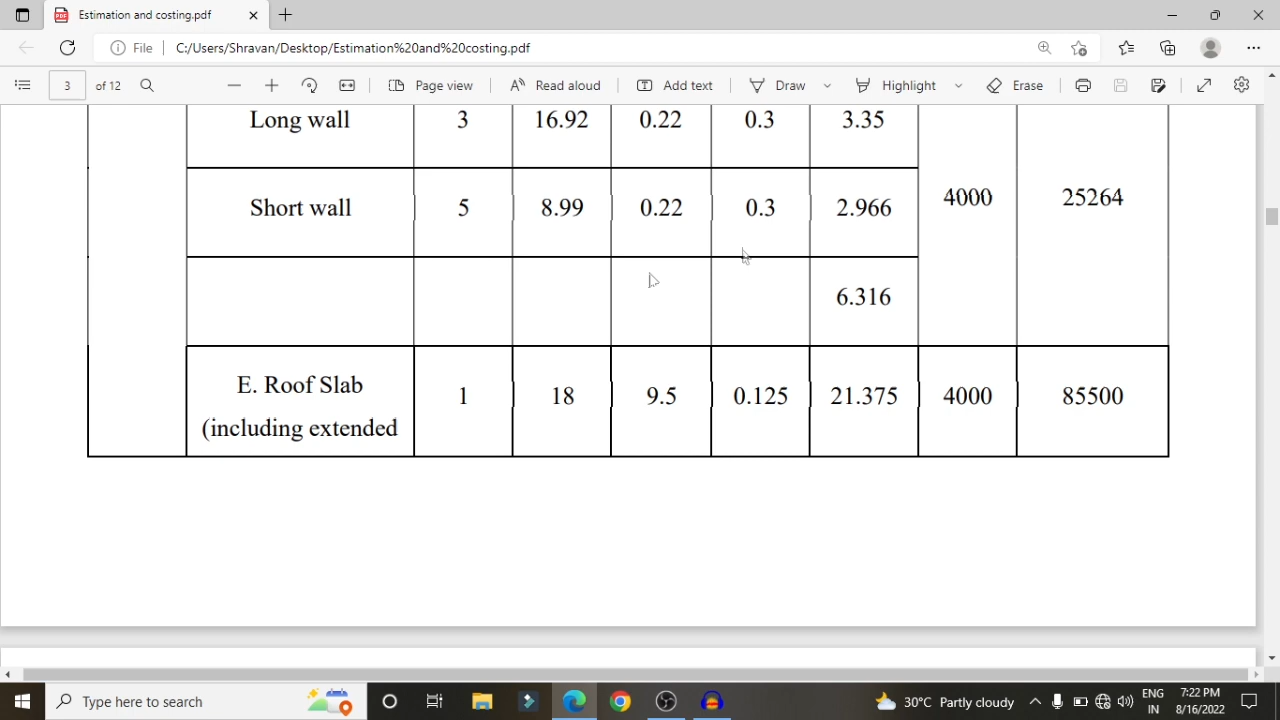 Estimation and costing.pdf
File C:/Users/Shravan/Desktop/Estimation%20and%20costing.pdf
3 of 12 Page view Read aloud Add text Draw Highlight Erase
Long wall 3 16.92 0.22 0.3 3.35
Short wall 5 8.99 0.22 0.3 2.966 4000 25264
6.316
E. Roof Slab
(including extended 1 18 9.5 0.125 21.375 4000 85500
Type here to search 30°C Partly cloudy ENG 7:22 PM
IN 8/16/2022